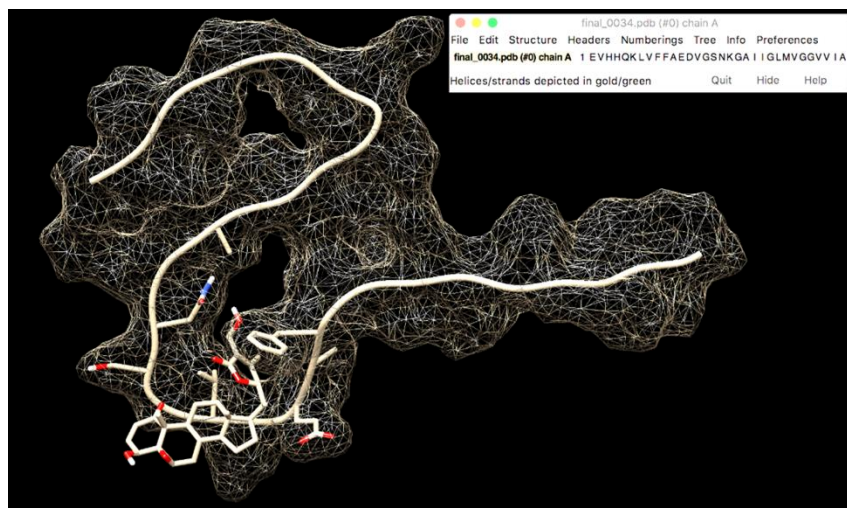 final_0034.pdb (#0) chain A
File Edit Structure Headers Numberings Tree Info Preferences
final_0034.pdb (#0) chain A 1 EVHHQKLVFFAEDVGSNKGAIIGLMVGGVVIA
Helices/strands depicted in gold/green Quit Hide Help